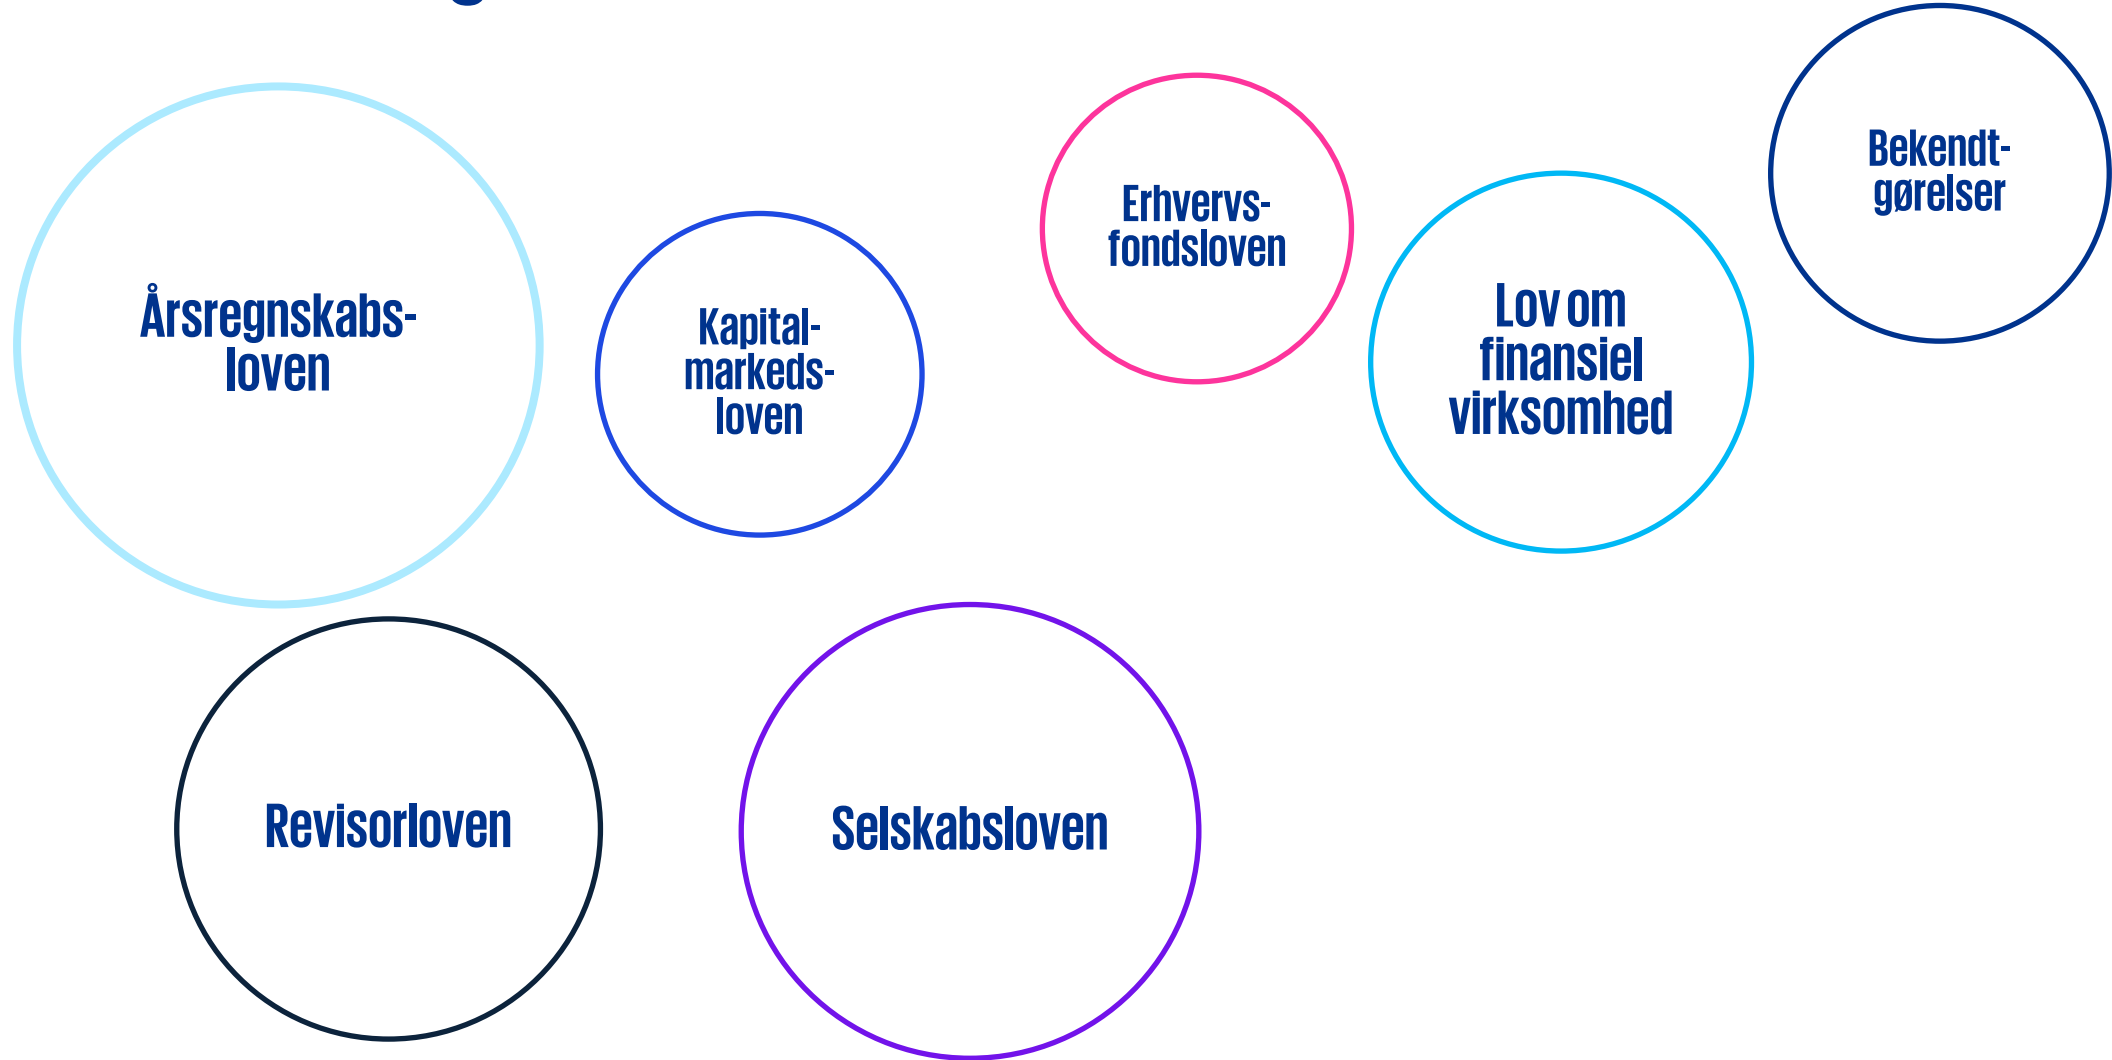 Årsregnskabs-
loven
Kapital-
markeds-
loven
Erhvervs-
fondsloven
Lov om
finansiel
virksomhed
Bekendt-
gørelser
Revisorloven
Selskabsloven